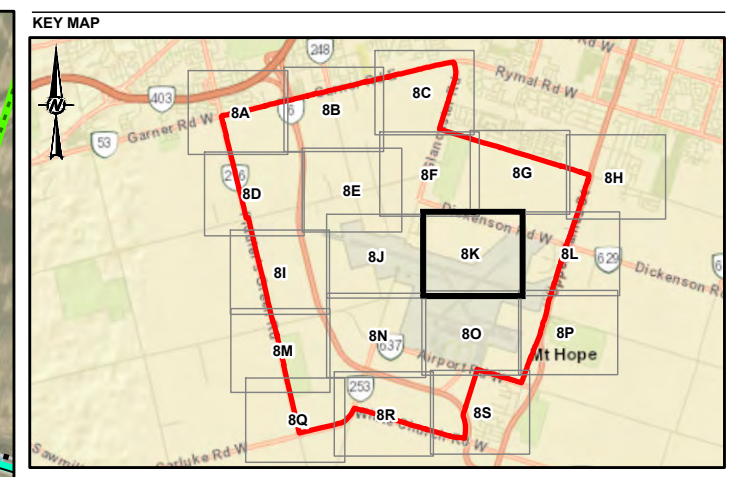 KEY MAP
248
Rd W
403
8A
8B
8C
Rymal Rd W
6
53
Garner Rd W
8D
8E
8F
8G
8H
Dickenson Rd W
8I
8J
8K
8L
629
Dickenson
8M
8N
8O
8P
637
Airport Rd W
Mt Hope
253
8Q
8R
8S
Church Rd W
Carluke Rd W
N